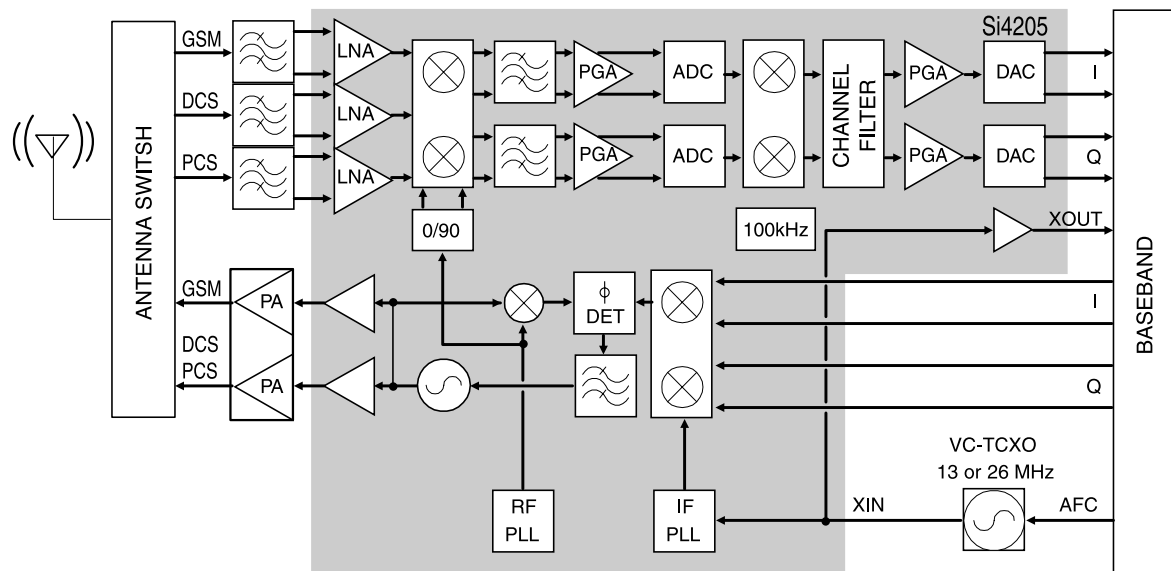 Si4205
ANTENNA SWITSH
GSM
DCS
PCS
LNA
LNA
LNA
PGA
PGA
ADC
ADC
CHANNEL
FILTER
PGA
PGA
DAC
DAC
I
Q
BASEBAND
0/90
100kHz
XOUT
GSM
DCS
PCS
PA
PA
ϕ
DET
I
Q
RF
PLL
IF
PLL
XIN
VC-TCXO
13 or 26 MHz
AFC